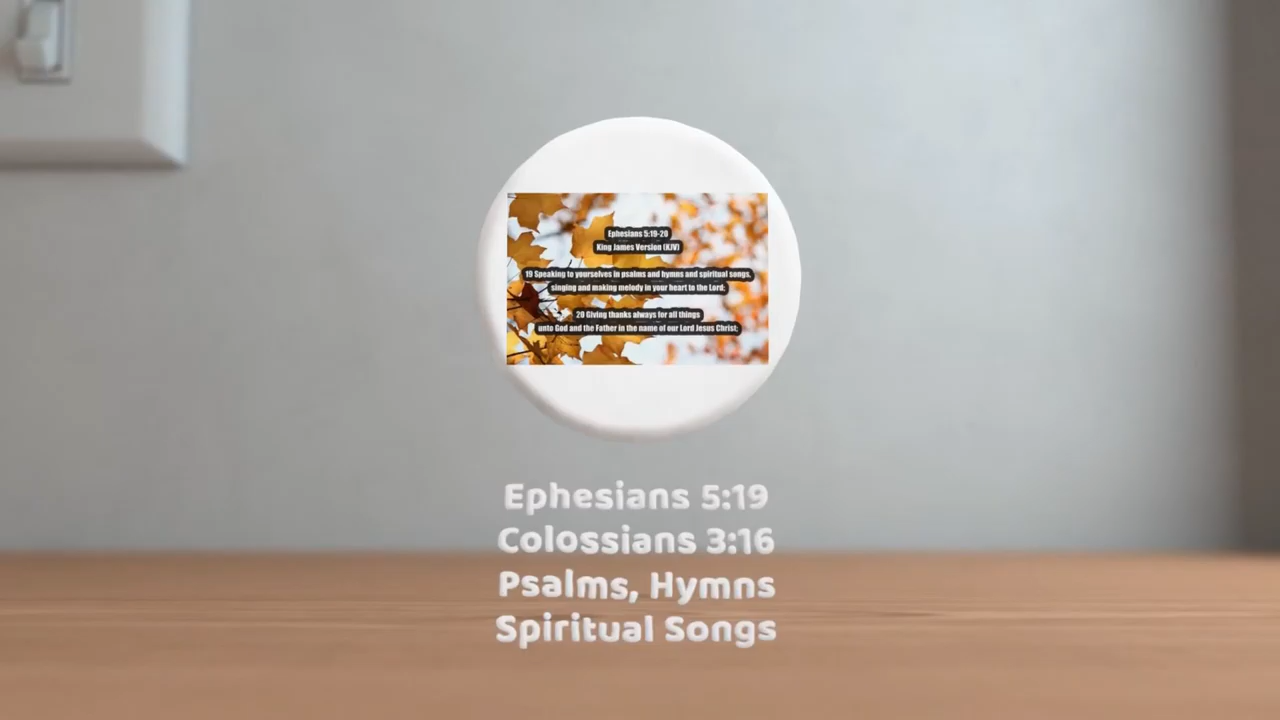 Ephesians 5:19-20
King James Version (KJV)
19 Speaking to yourselves in psalms and hymns and spiritual songs,
singing and making melody in your heart to the Lord;
20 Giving thanks always for all things
unto God and the Father in the name of our Lord Jesus Christ;
Ephesians 5:19
Colossians 3:16
Psalms, Hymns
Spiritual Songs